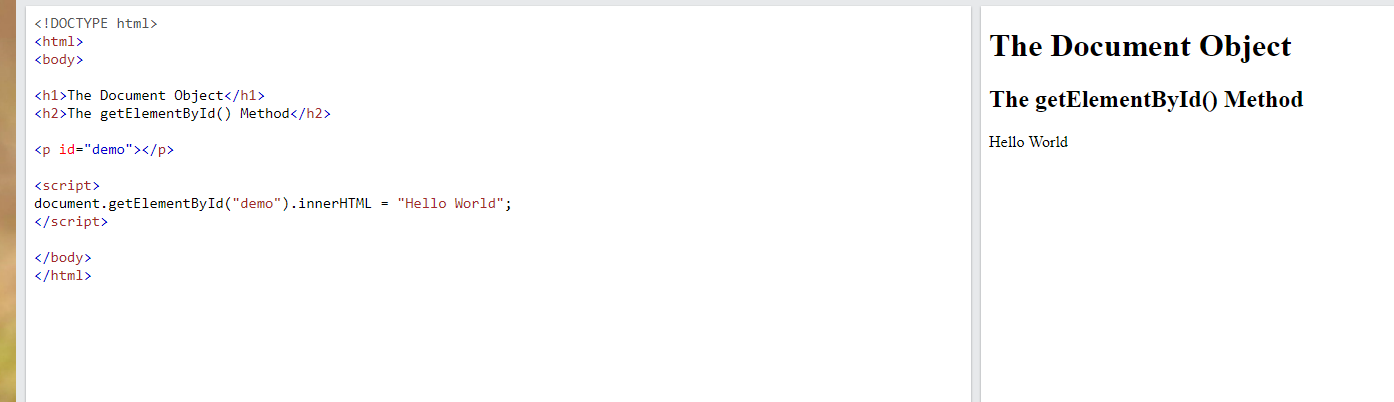 <!DOCTYPE html>
<html>
<body>
<h1>The Document Object</h1>
<h2>The getElementById() Method</h2>
<p id="demo"></p>
<script>
document.getElementById("demo").innerHTML = "Hello World";
</script>
</body>
</html>
The Document Object
The getElementById() Method
Hello World